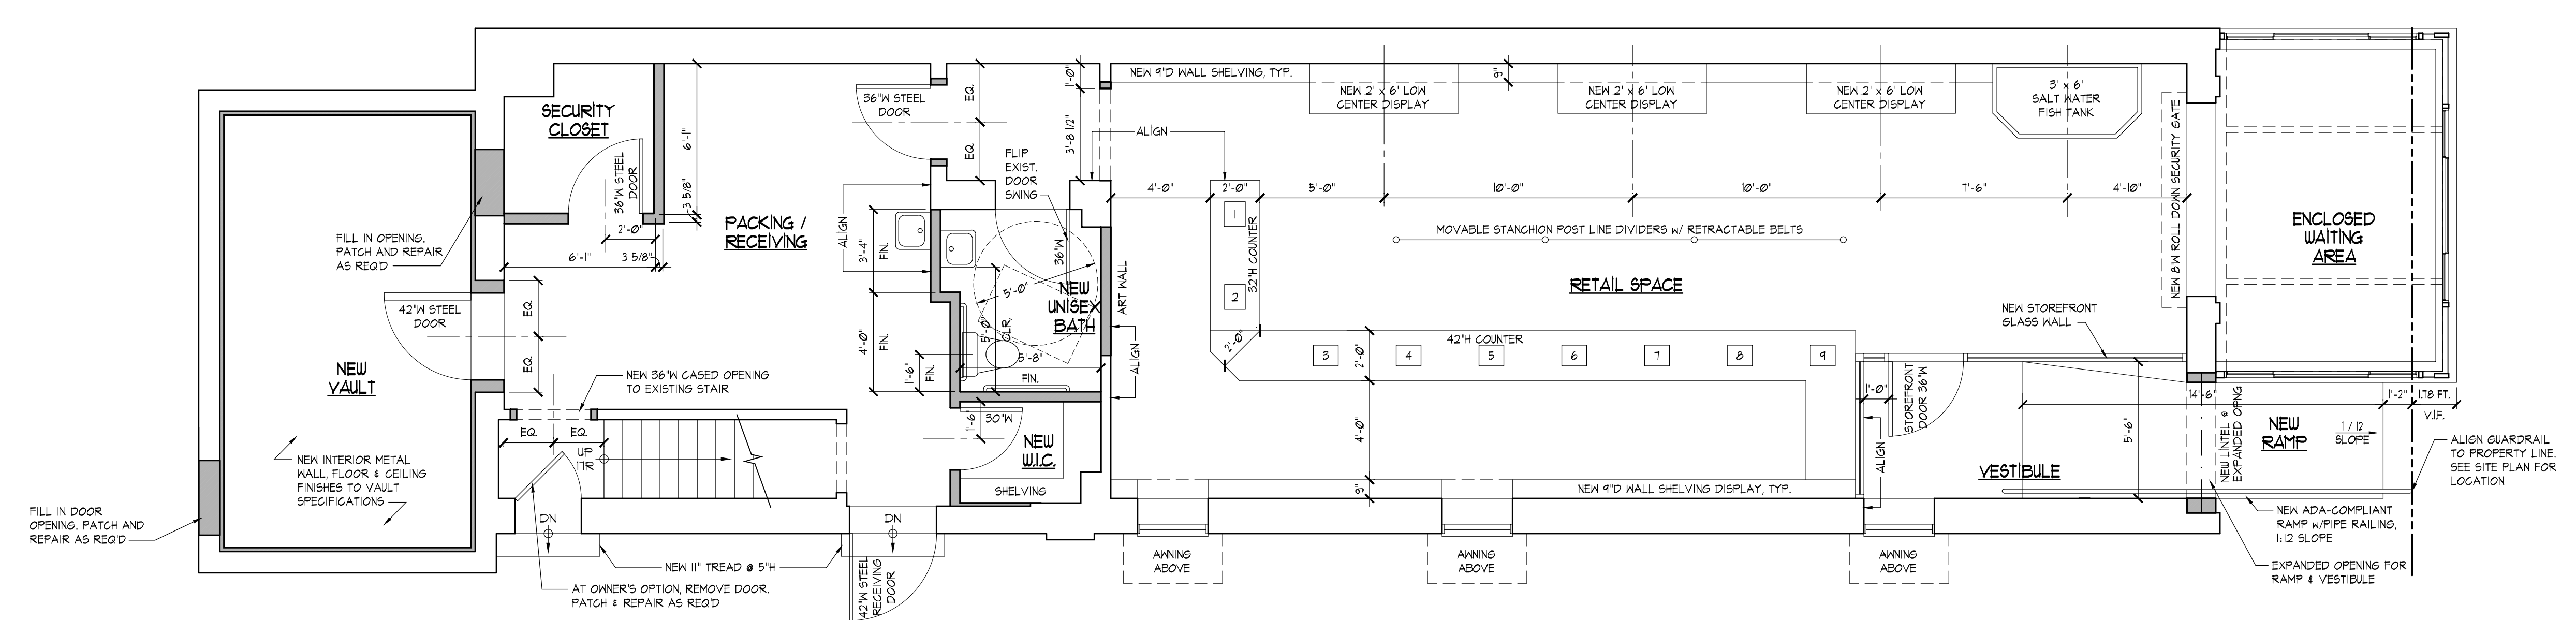 FILL IN DOOR
OPENING. PATCH AND
REPAIR AS REQ'D
NEW
VAULT
NEW INTERIOR METAL
WALL, FLOOR & CEILING
FINISHES TO VAULT
SPECIFICATIONS
FILL IN OPENING.
PATCH AND REPAIR
AS REQ'D
42"W STEEL
DOOR
SECURITY
CLOSET
36"W STEEL
DOOR
2'-0"
6'-1"
3 5/8"
6'-1"
3 5/8"
EQ.
EQ.
NEW 36"W CASED OPENING
TO EXISTING STAIR
EQ.
EQ.
UP
17R
DN
DN
NEW 11" TREAD @ 5"H
AT OWNER'S OPTION, REMOVE DOOR.
PATCH & REPAIR AS REQ'D
42"W STEEL
RECEIVING
DOOR
PACKING /
RECEIVING
36"W STEEL
DOOR
EQ.
EQ.
1'-0"
3'-8 1/2"
FLIP
EXIST.
DOOR
SWING
ALIGN
3'-4"
FIN.
4'-0"
FIN.
1'-6"
FIN.
36"W
5'-0"
5'-0"
CLR.
NEW
UNISEX
BATH
5'-8"
FIN.
1'-6"
30"W
NEW
W.I.C.
SHELVING
ART WALL
ALIGN
ALIGN
NEW 9"D WALL SHELVING, TYP.
9"
NEW 2' x 6' LOW
CENTER DISPLAY
NEW 2' x 6' LOW
CENTER DISPLAY
NEW 2' x 6' LOW
CENTER DISPLAY
3' x 6'
SALT WATER
FISH TANK
4'-0"
2'-0"
5'-0"
10'-0"
10'-0"
7'-6"
4'-10"
1
2
32"H COUNTER
MOVABLE STANCHION POST LINE DIVIDERS W/ RETRACTABLE BELTS
RETAIL SPACE
2'-0"
42"H COUNTER
2'-0"
3
4
5
6
7
8
9
4'-0"
9"
NEW 9"D WALL SHELVING DISPLAY, TYP.
AWNING
ABOVE
AWNING
ABOVE
AWNING
ABOVE
NEW 8'W ROLL DOWN SECURITY GATE
ENCLOSED
WAITING
AREA
NEW STOREFRONT
GLASS WALL
1'-0"
STOREFRONT
DOOR 36"W
ALIGN
5'-6"
VESTIBULE
14'-6"
1'-2"
1.78 FT.
V.I.F.
NEW LINTEL @
EXPANDED OPNG
NEW
RAMP
1 / 12
SLOPE
ALIGN GUARDRAIL
TO PROPERTY LINE.
SEE SITE PLAN FOR
LOCATION
NEW ADA-COMPLIANT
RAMP W/PIPE RAILING,
1:12 SLOPE
EXPANDED OPENING FOR
RAMP & VESTIBULE